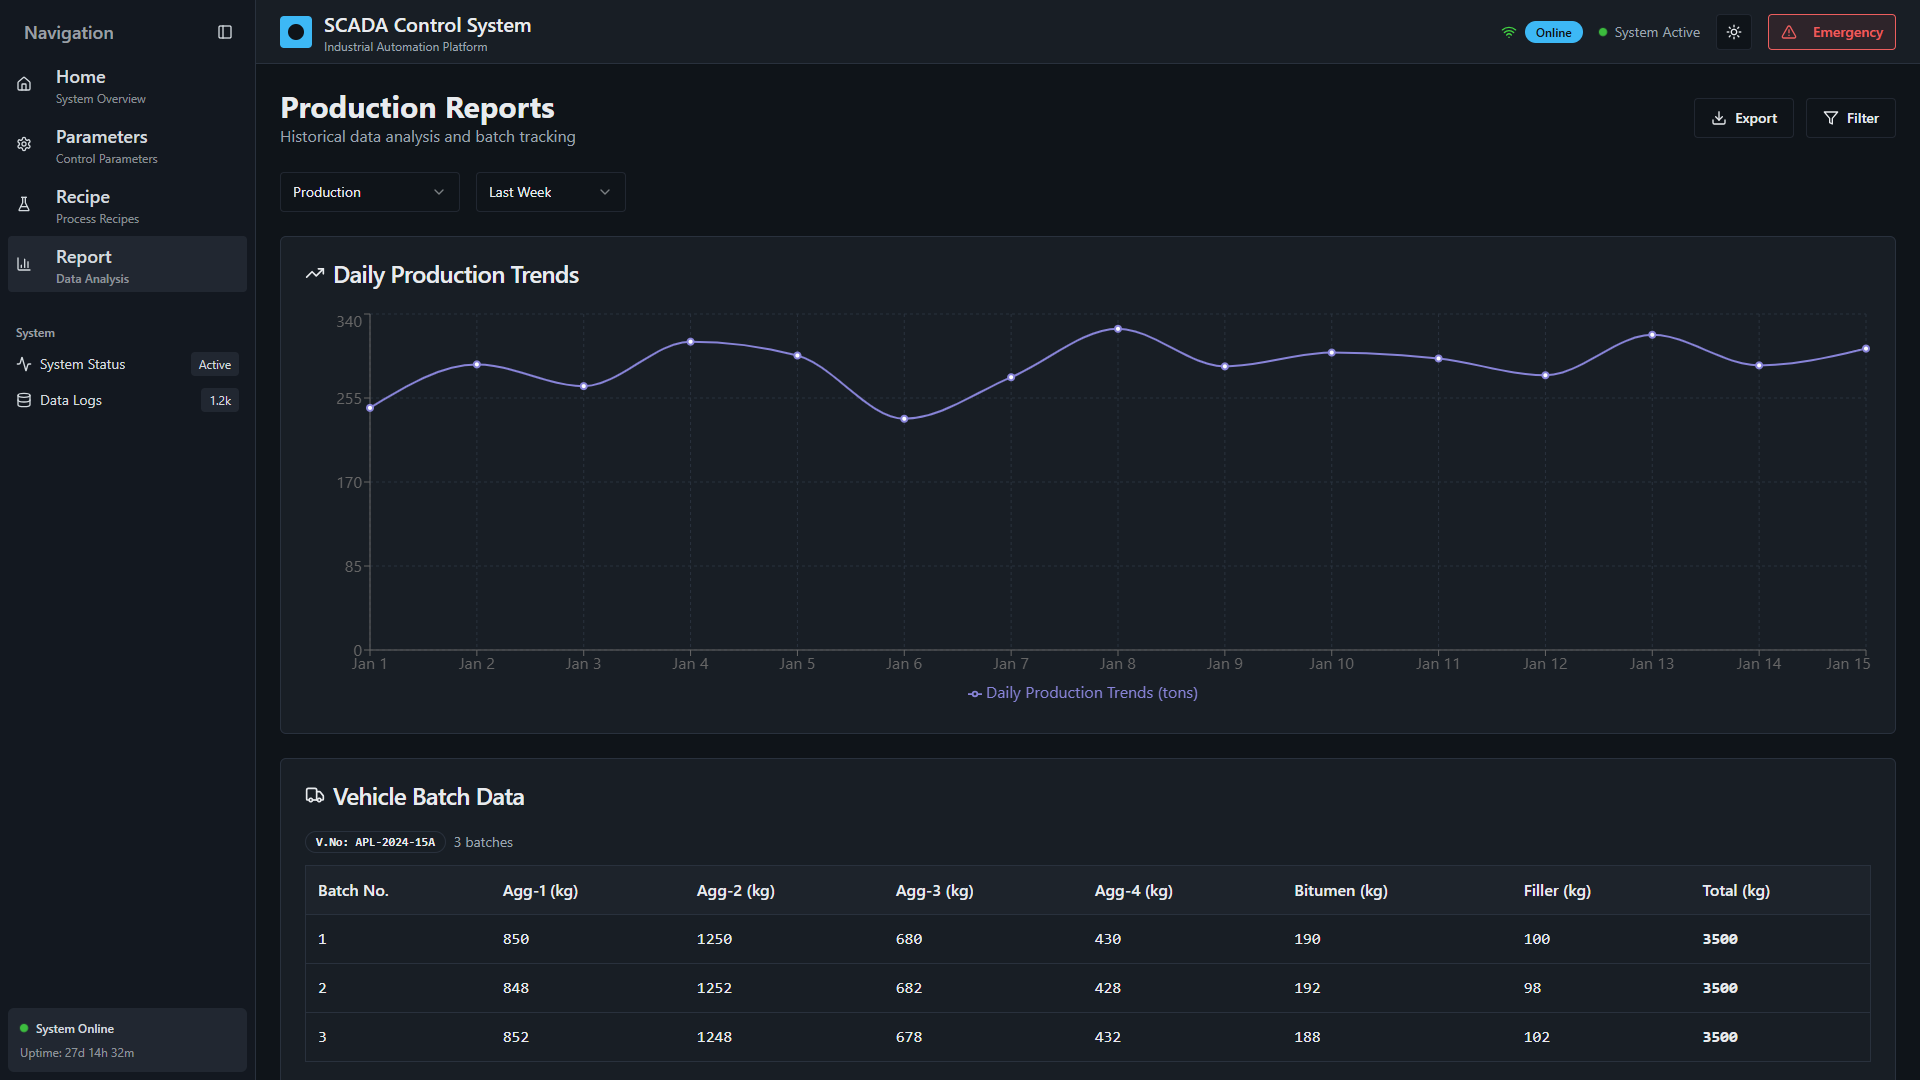 Navigation
Home
System Overview
Parameters
Control Parameters
Recipe
Process Recipes
Report
Data Analysis
System
System Status Active
Data Logs 1.2k
System Online
Uptime: 27d 14h 32m
SCADA Control System
Industrial Automation Platform
Online
System Active
Emergency
Production Reports
Historical data analysis and batch tracking
Export
Filter
Production
Last Week
Daily Production Trends
340
255
170
85
0
Jan 1 Jan 2 Jan 3 Jan 4 Jan 5 Jan 6 Jan 7 Jan 8 Jan 9 Jan 10 Jan 11 Jan 12 Jan 13 Jan 14 Jan 15
Daily Production Trends (tons)
Vehicle Batch Data
V.No: APL-2024-15A 3 batches
Batch No. Agg-1 (kg) Agg-2 (kg) Agg-3 (kg) Agg-4 (kg) Bitumen (kg) Filler (kg) Total (kg)
1 850 1250 680 430 190 100 3500
2 848 1252 682 428 192 98 3500
3 852 1248 678 432 188 102 3500